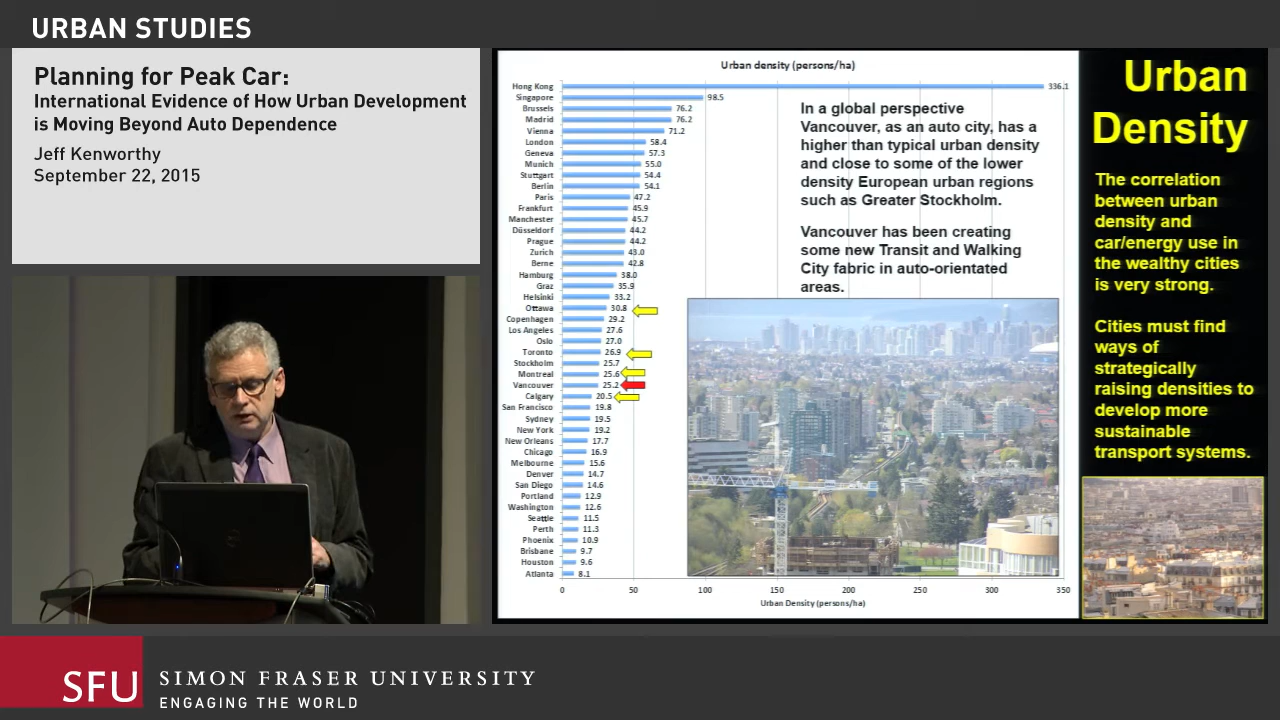 URBAN STUDIES
Planning for Peak Car:
International Evidence of How Urban Development
is Moving Beyond Auto Dependence
Jeff Kenworthy
September 22, 2015
Urban density (persons/ha)
Hong Kong 336.1
Singapore 98.5
Brussels 76.2
Madrid 76.2
Vienna 71.2
London 58.4
Geneva 57.3
Munich 55.0
Stuttgart 54.4
Berlin 54.1
Paris 47.2
Frankfurt 45.9
Manchester 45.7
Düsseldorf 44.2
Prague 44.2
Zurich 43.0
Berne 42.8
Hamburg 38.0
Graz 35.9
Helsinki 33.2
Ottawa 30.8
Copenhagen 29.2
Los Angeles 27.6
Oslo 27.0
Toronto 26.9
Stockholm 25.7
Montreal 25.6
Vancouver 25.2
Calgary 20.5
San Francisco 19.8
Sydney 19.5
New York 19.2
New Orleans 17.7
Chicago 16.9
Melbourne 15.6
Denver 14.7
San Diego 14.6
Portland 12.9
Washington 12.6
Seattle 11.5
Perth 11.3
Phoenix 10.9
Brisbane 9.7
Houston 9.6
Atlanta 8.1
0 50 100 150 200 250 300 350
Urban Density (persons/ha)
In a global perspective
Vancouver, as an auto city, has a
higher than typical urban density
and close to some of the lower
density European urban regions
such as Greater Stockholm.
Vancouver has been creating
some new Transit and Walking
City fabric in auto-orientated
areas.
Urban
Density
The correlation
between urban
density and
car/energy use in
the wealthy cities
is very strong.
Cities must find
ways of
strategically
raising densities to
develop more
sustainable
transport systems.
SFU
SIMON FRASER UNIVERSITY
ENGAGING THE WORLD